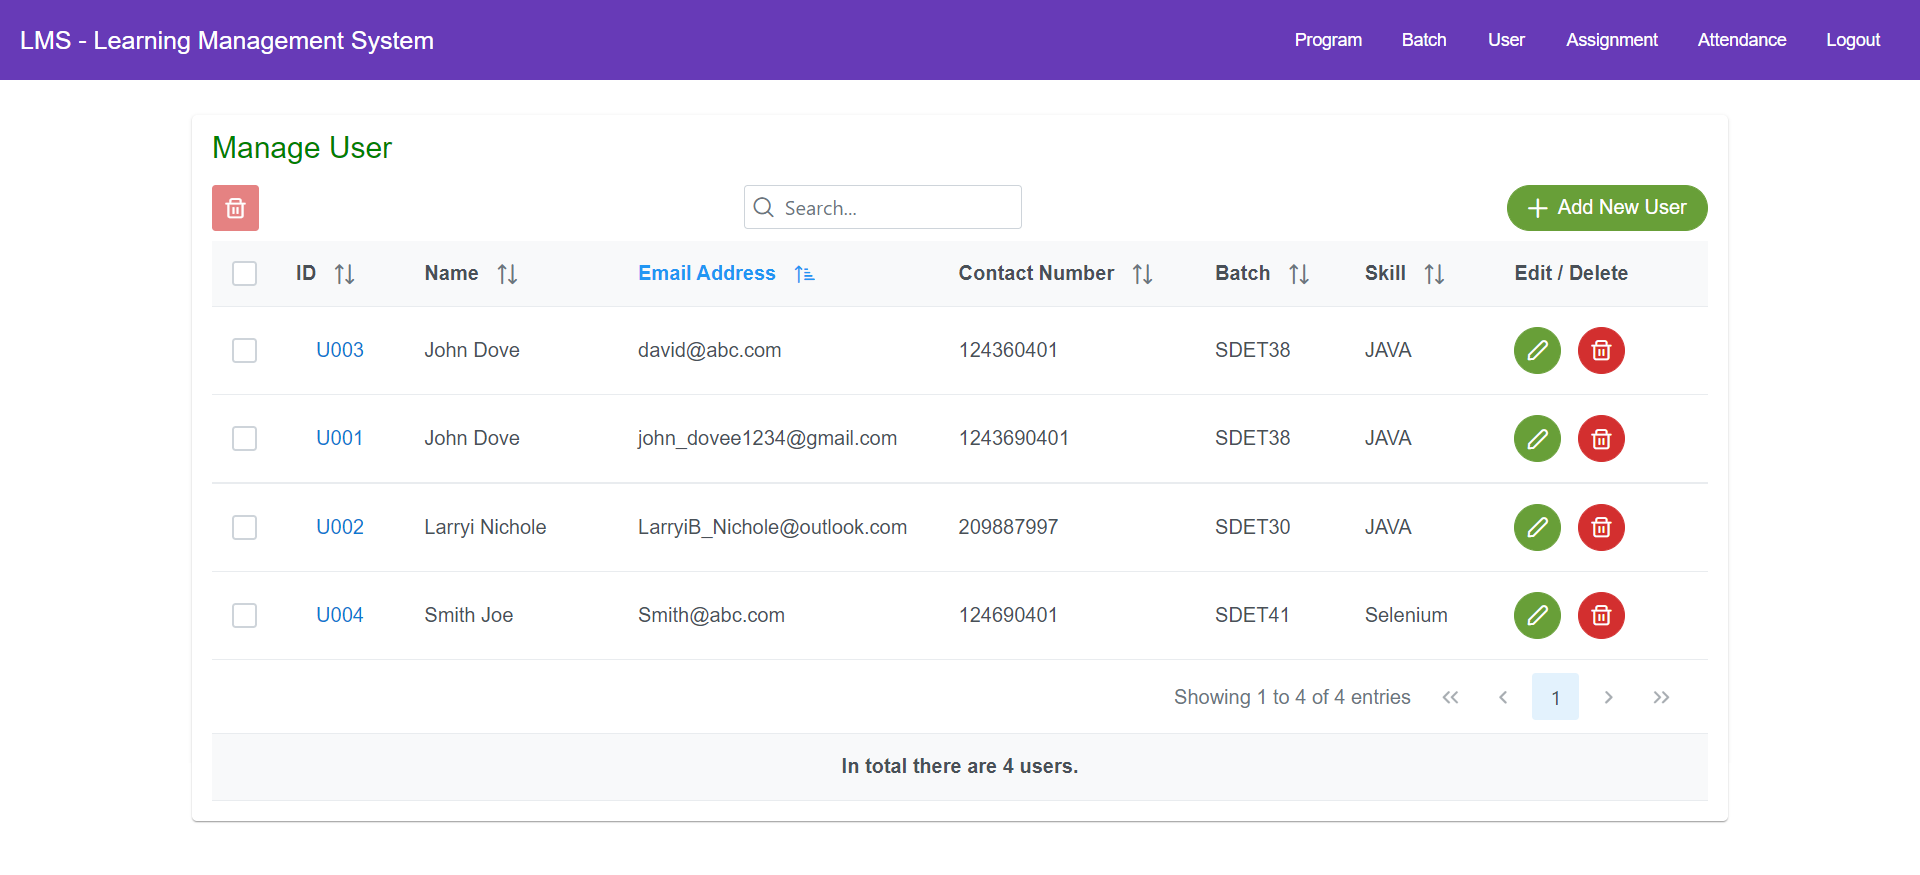 LMS - Learning Management System Program Batch User Assignment Attendance Logout
Manage User
Search... Add New User
ID Name Email Address Contact Number Batch Skill Edit / Delete
U003 John Dove david@abc.com 124360401 SDET38 JAVA
U001 John Dove john_dovee1234@gmail.com 1243690401 SDET38 JAVA
U002 Larryi Nichole LarryiB_Nichole@outlook.com 209887997 SDET30 JAVA
U004 Smith Joe Smith@abc.com 124690401 SDET41 Selenium
Showing 1 to 4 of 4 entries 1
In total there are 4 users.